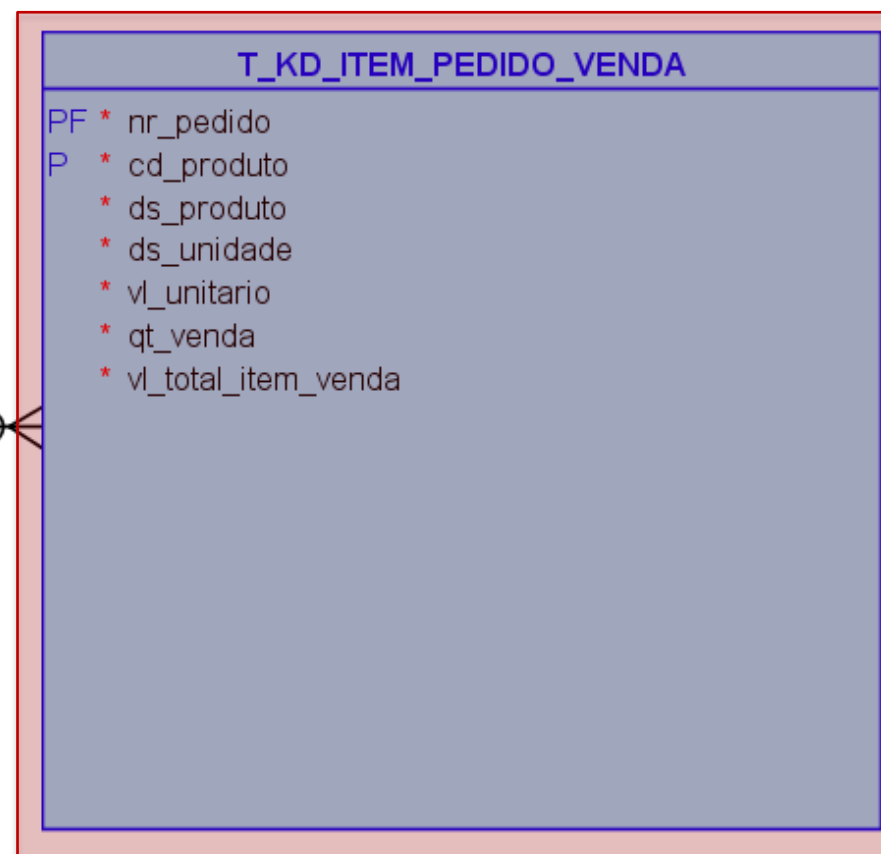 T_KD_ITEM_PEDIDO_VENDA
PF * nr_pedido
P * cd_produto
* ds_produto
* ds_unidade
* vl_unitario
* qt_venda
* vl_total_item_venda